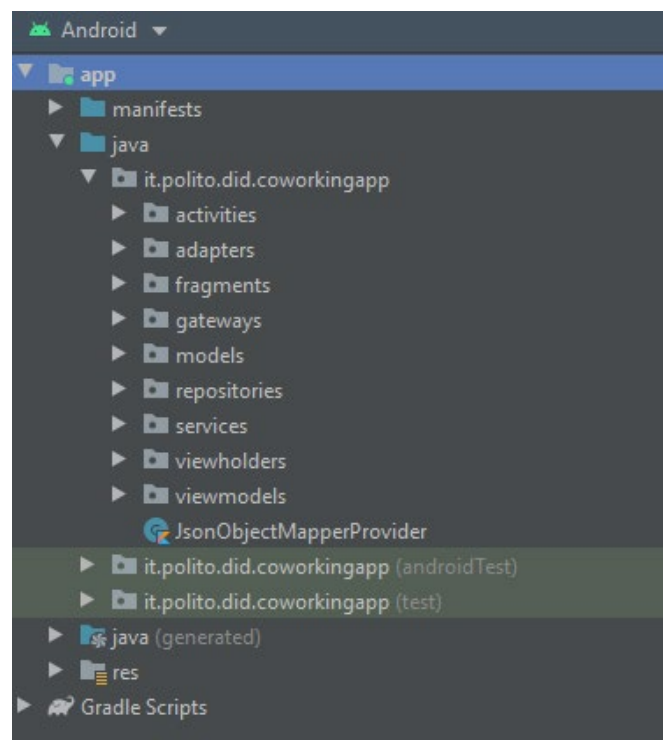 Android
app
manifests
java
it.polito.did.coworkingapp
activities
adapters
fragments
gateways
models
repositories
services
viewholders
viewmodels
JsonObjectMapperProvider
it.polito.did.coworkingapp (androidTest)
it.polito.did.coworkingapp (test)
java (generated)
res
Gradle Scripts